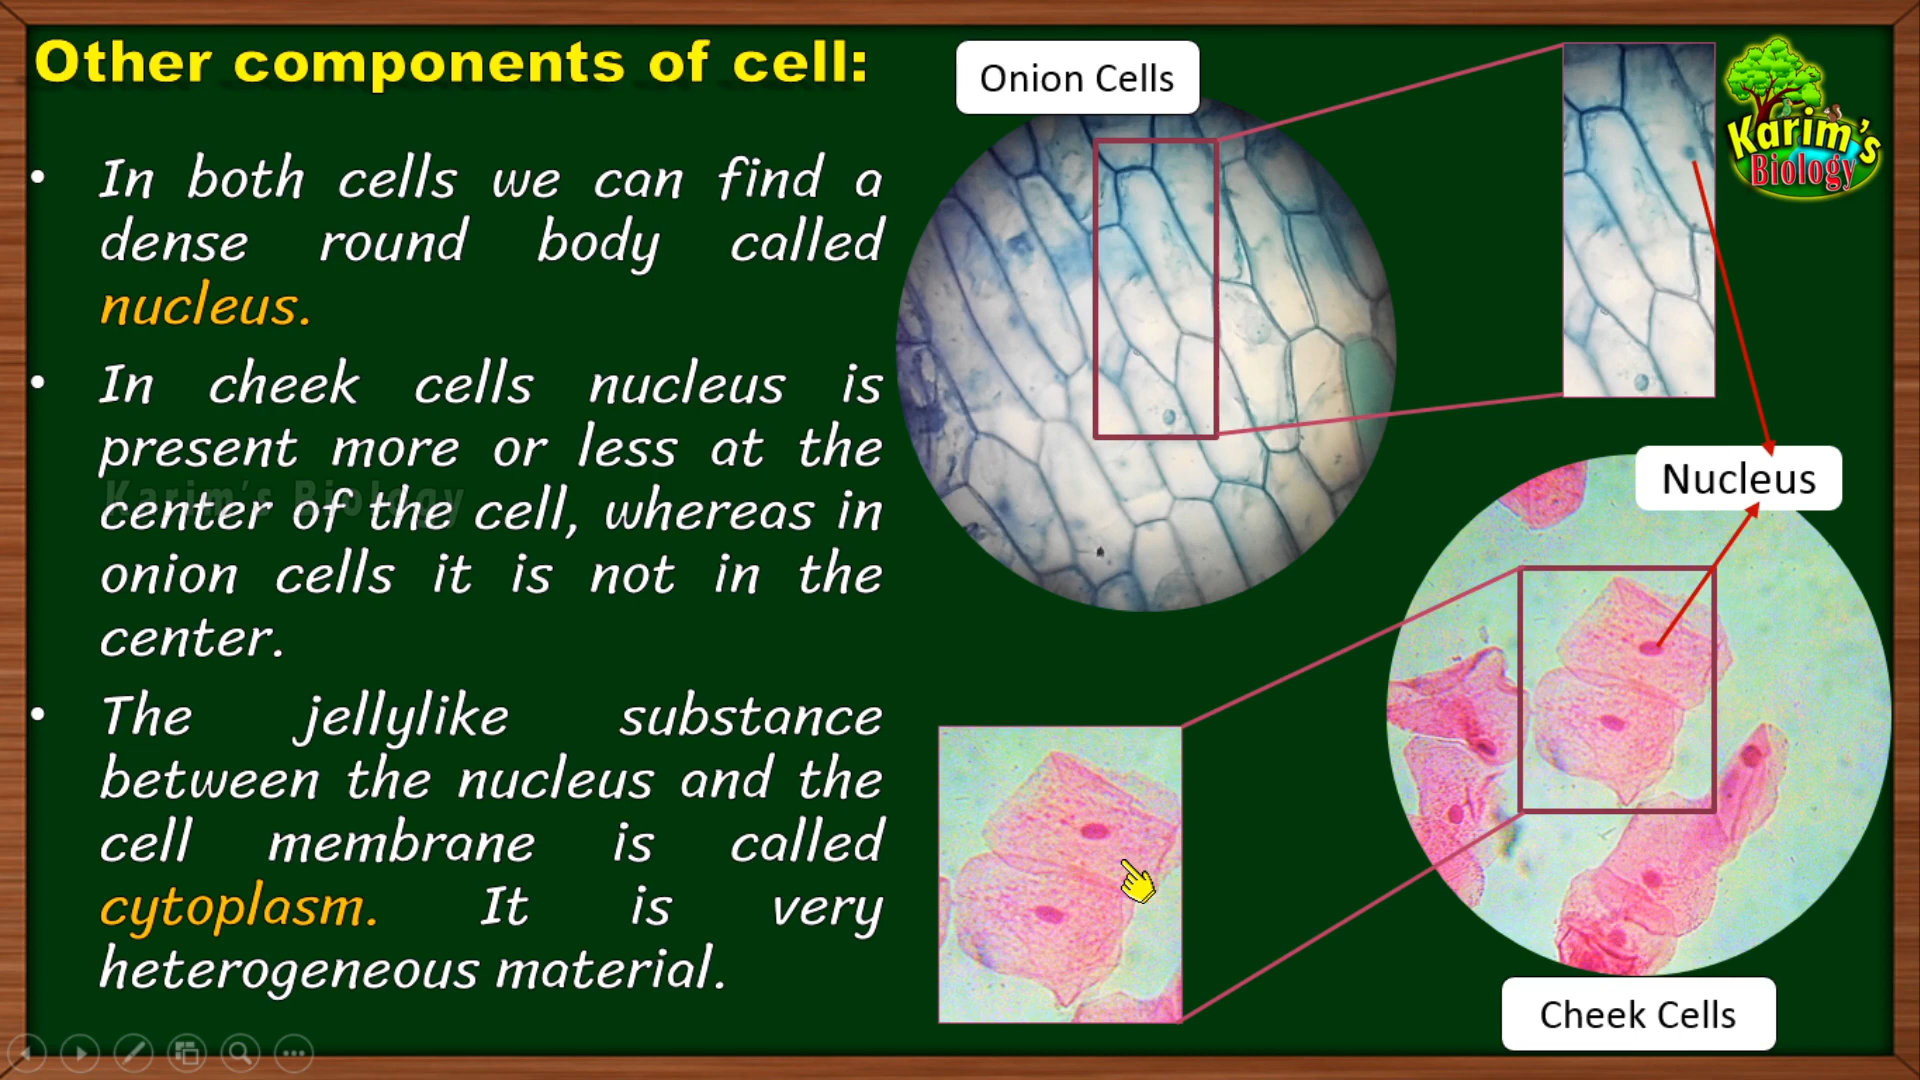 Other components of cell:
• In both cells we can find a
dense round body called
nucleus.
• In cheek cells nucleus is
present more or less at the
center of the cell, whereas in
onion cells it is not in the
center.
• The jellylike substance
between the nucleus and the
cell membrane is called
cytoplasm. It is very
heterogeneous material.
Karim's Biology
Onion Cells
Karim's
Biology
Nucleus
Cheek Cells